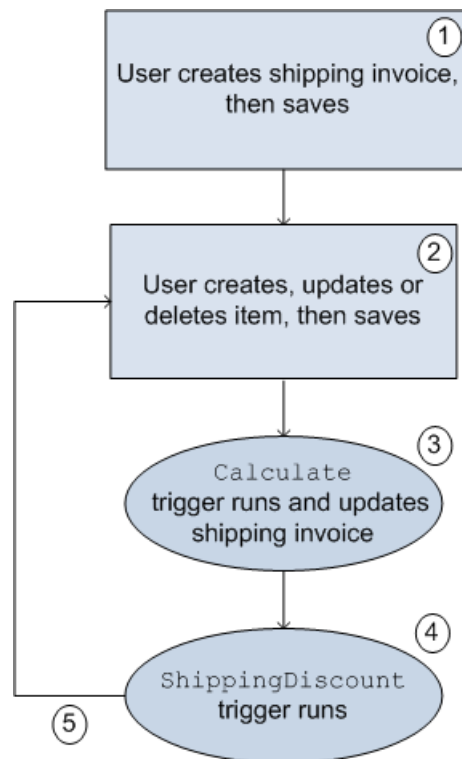 1
User creates shipping invoice,
then saves
2
User creates, updates or
deletes item, then saves
3
Calculate
trigger runs and updates
shipping invoice
4
ShippingDiscount
trigger runs
5